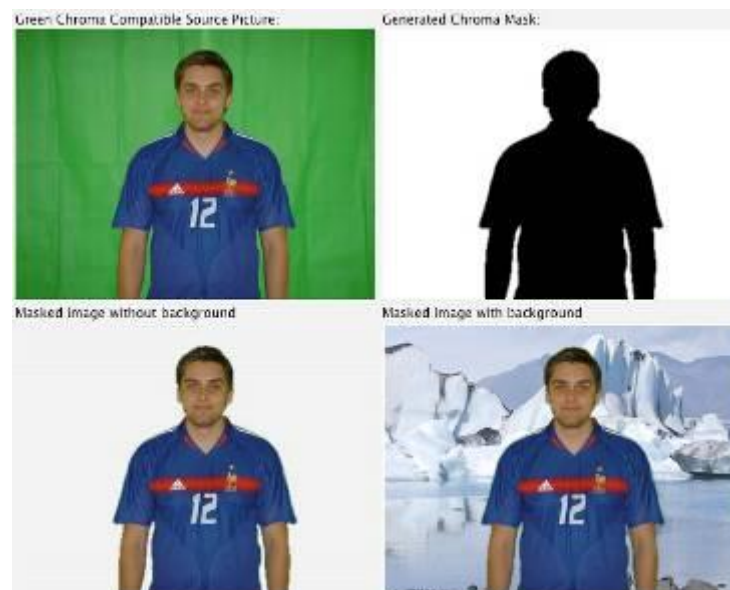 Green Chroma Compatible Source Picture:
Generated Chroma Mask:
12
Masked Image without background
Masked Image with background
12
12